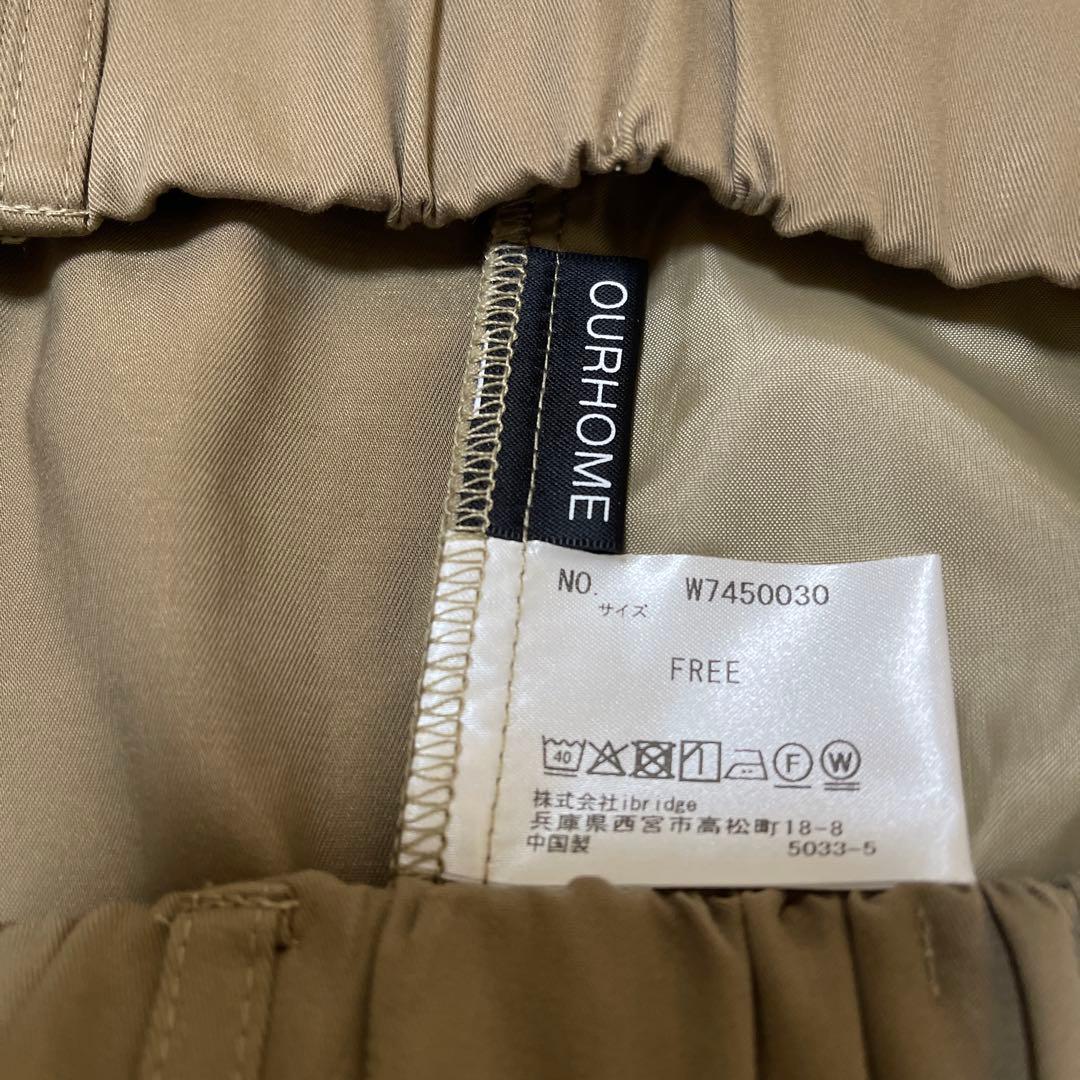 OURHOME
NO. W7450030
サイズ
FREE
40 F W
株式会社ibridge
兵庫県西宮市高松町18-8
中国製 5033-5